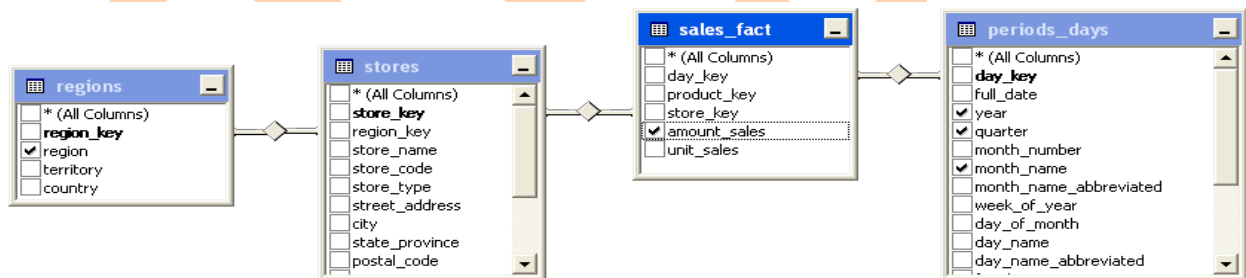 regions
* (All Columns)
region_key
region
territory
country
stores
* (All Columns)
store_key
region_key
store_name
store_code
store_type
street_address
city
state_province
postal_code
sales_fact
* (All Columns)
day_key
product_key
store_key
amount_sales
unit_sales
periods_days
* (All Columns)
day_key
full_date
year
quarter
month_number
month_name
month_name_abbreviated
week_of_year
day_of_month
day_name
day_name_abbreviated